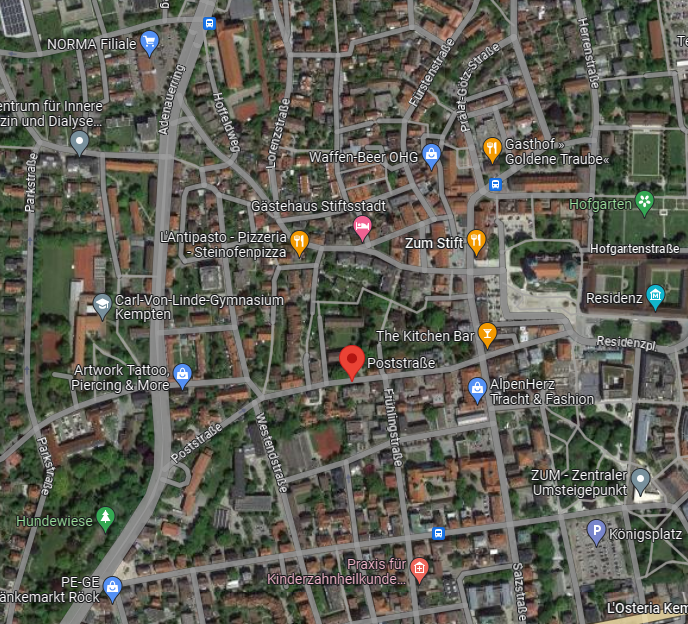 NORMA Filiale
Adenauerring
Hoffeldweg
Lorenzstraße
Fürstenstraße
Prälat-Götz-Straße
Herrenstraße
entrum für Innere
zin und Dialyse...
Parkstraße
Waffen-Beer OHG
Gasthof »
Goldene Traube«
Hofgarten
Gästehaus Stiftsstadt
L'Antipasto - Pizzeria
- Steinofenpizza
Zum Stift
Hofgartenstraße
Carl-Von-Linde-Gymnasium
Kempten
Residenz
The Kitchen Bar
Residenzpl.
Artwork Tattoo,
Piercing & More
Poststraße
AlpenHerz
Tracht & Fashion
Frühlingstraße
Poststraße
Westendstraße
Parkstraße
ZUM - Zentraler
Umsteigepunkt
Hundewiese
P
Königsplatz
Praxis für
Kinderzahnheilkunde...
Salzstraße
PE-GE
änkemarkt Röck
L'Osteria Kem